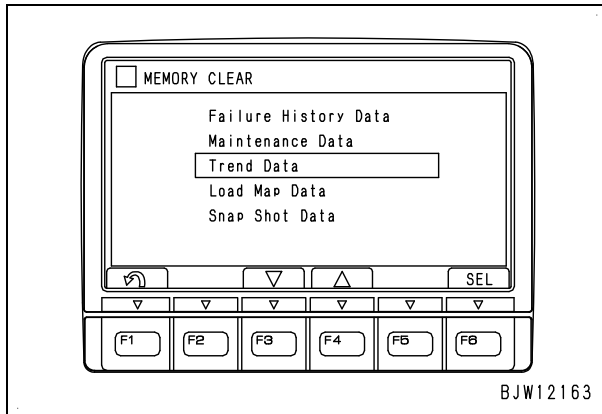 MEMORY CLEAR
Failure History Data
Maintenance Data
Trend Data
Load Map Data
Snap Shot Data
SEL
F1 F2 F3 F4 F5 F6
BJW12163